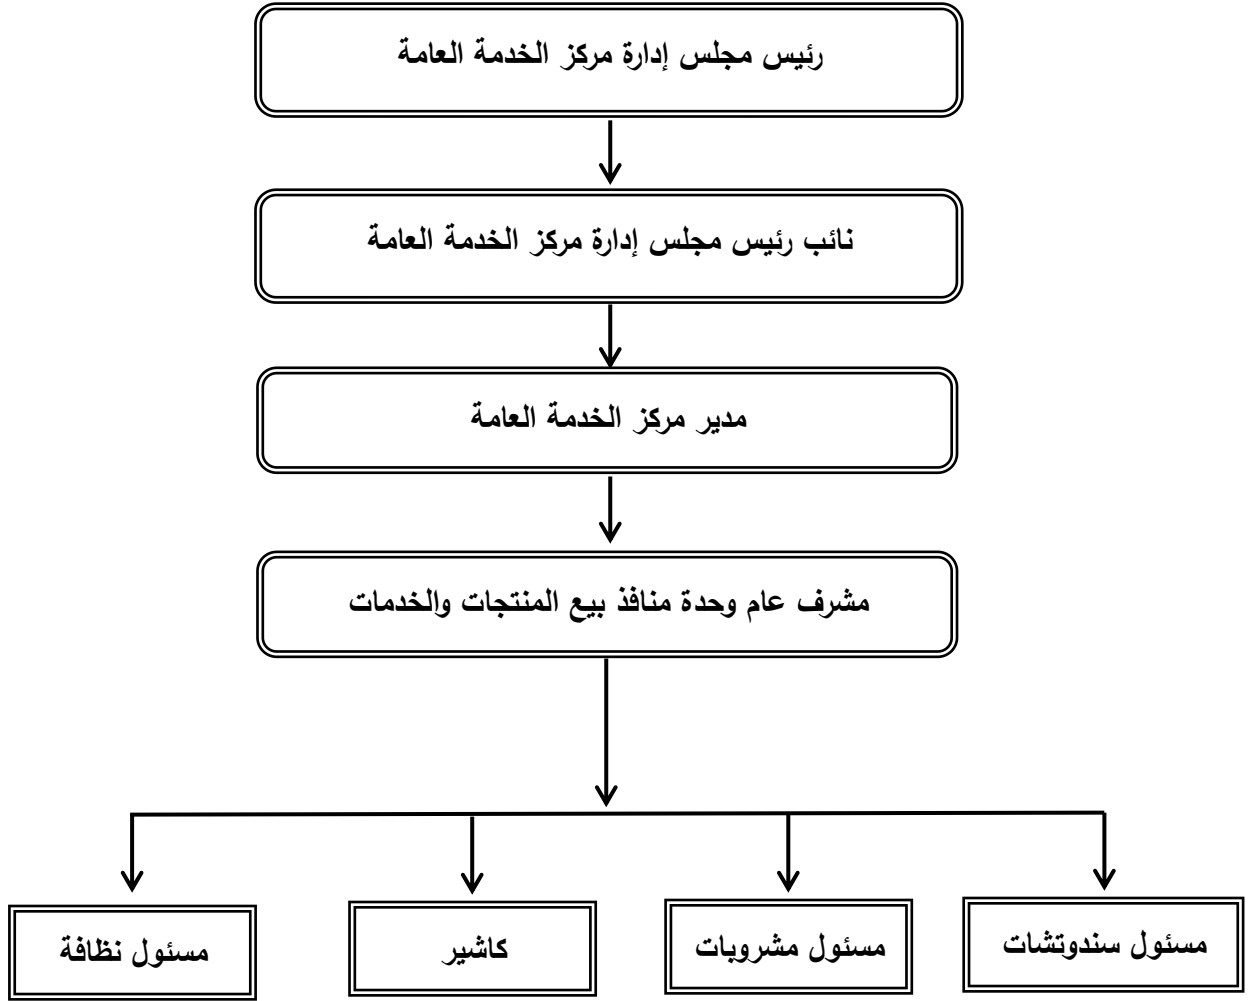 رئيس مجلس إدارة مركز الخدمة العامة
نائب رئيس مجلس إدارة مركز الخدمة العامة
مدير مركز الخدمة العامة
مشرف عام وحدة منافذ بيع المنتجات والخدمات
مسئول سندوتشات
مسئول مشروبات
كاشير
مسئول نظافة